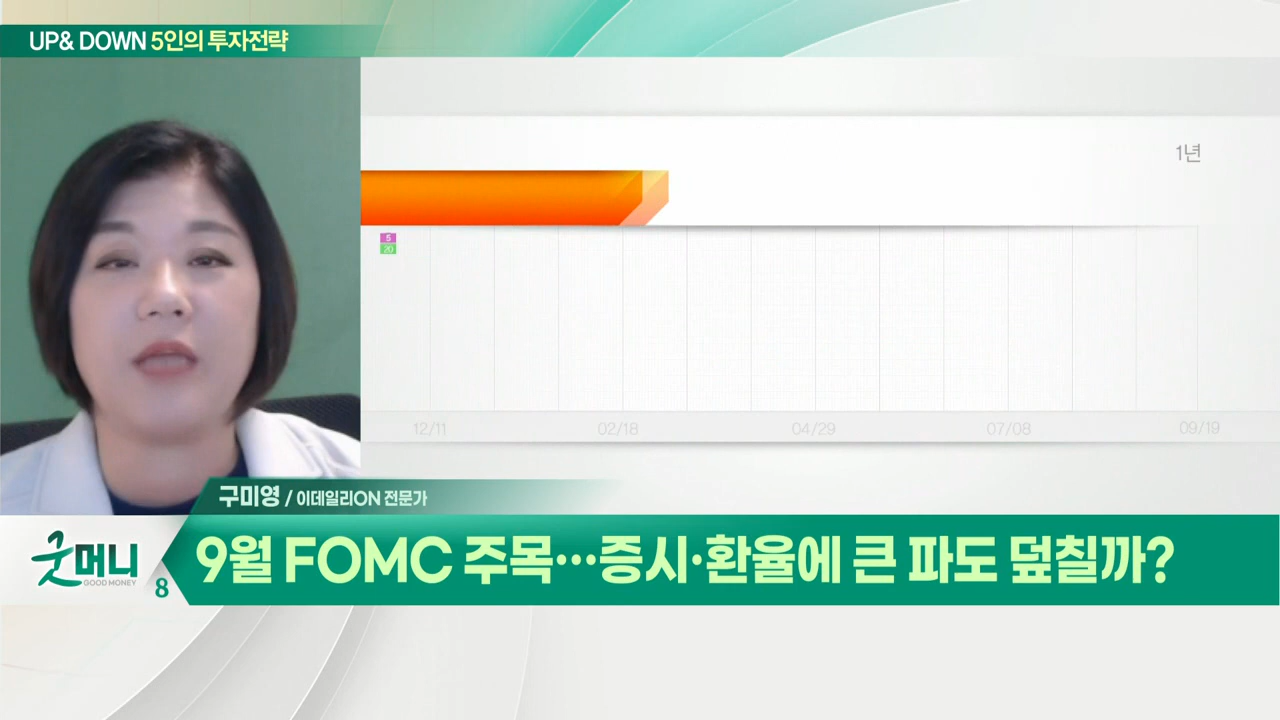 UP& DOWN 5인의 투자전략
1년
5
20
12/11 02/18 04/29 07/08 09/19
구미영 / 이데일리ON 전문가
굿머니
GOOD MONEY
8
9월 FOMC 주목…증시·환율에 큰 파도 덮칠까?